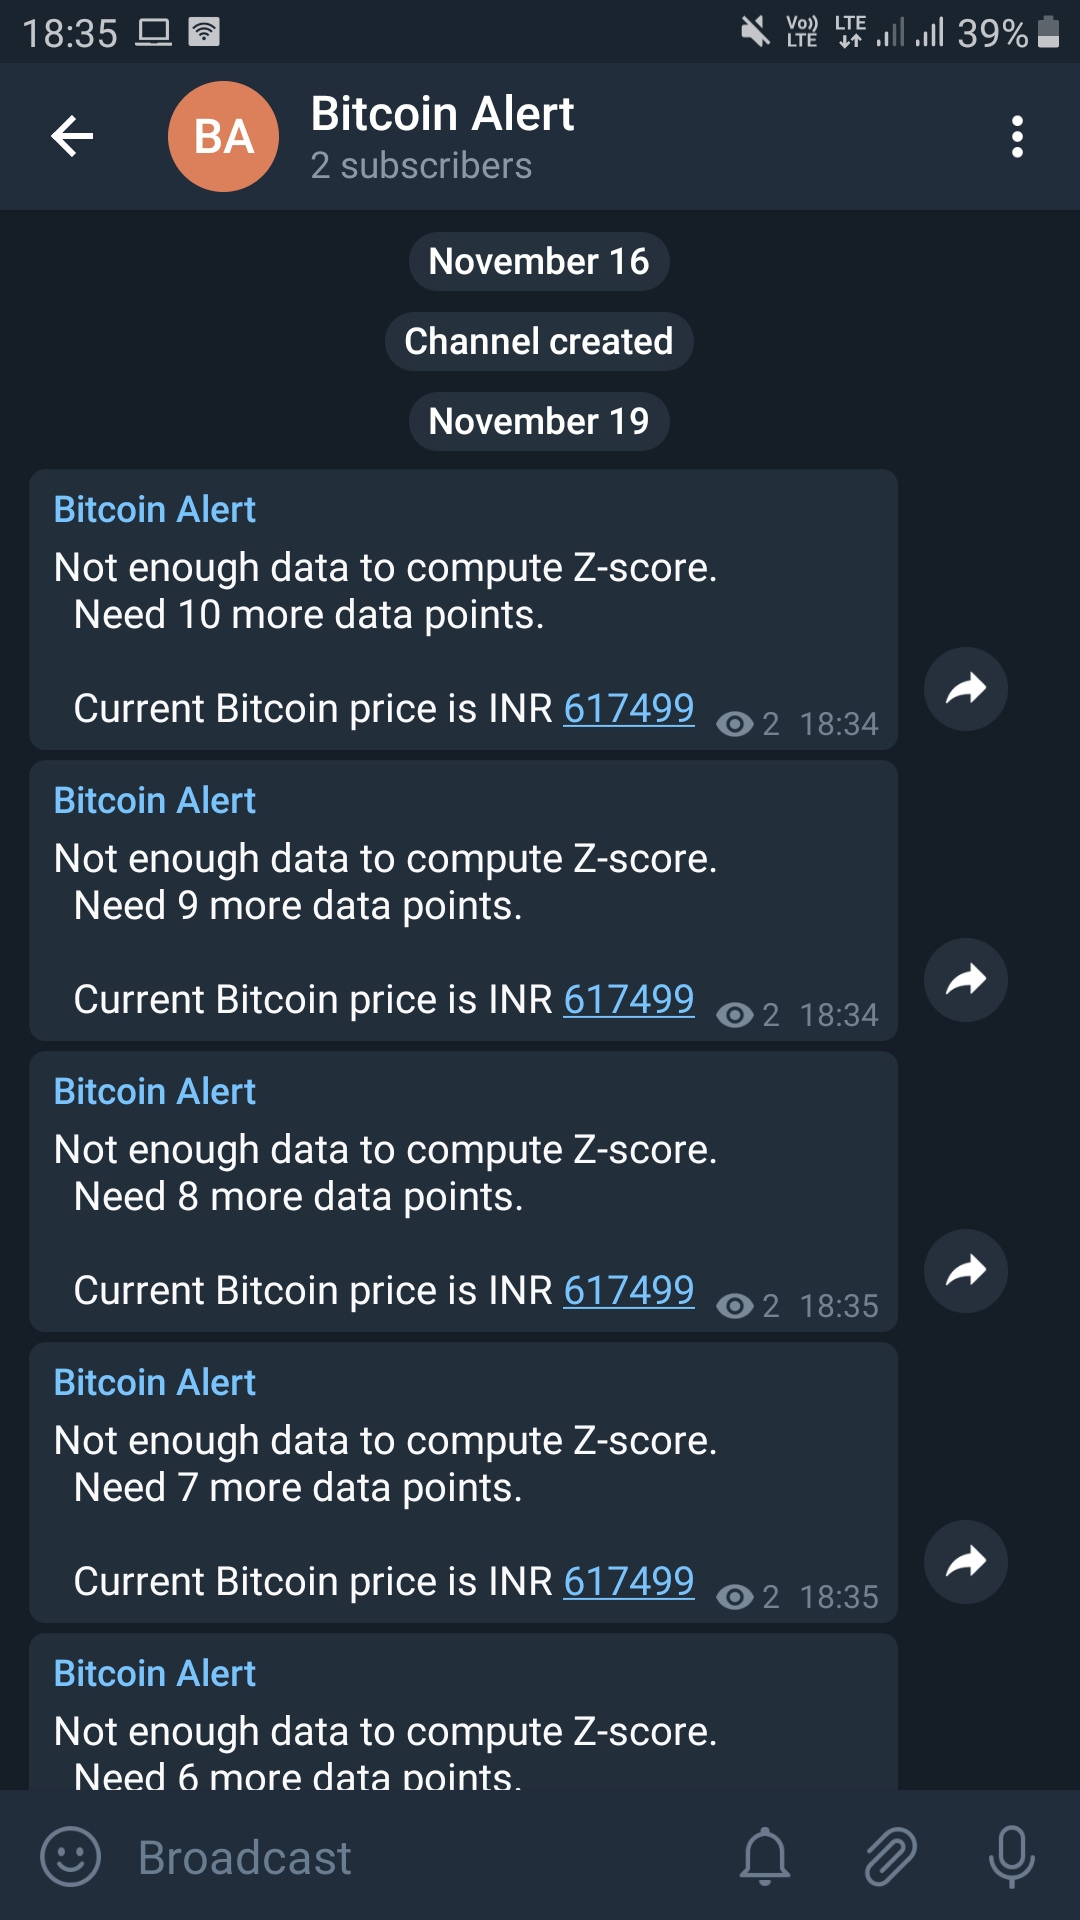 18:35 Vo)) LTE LTE 39%
BA Bitcoin Alert
2 subscribers
November 16
Channel created
November 19
Bitcoin Alert
Not enough data to compute Z-score.
Need 10 more data points.
Current Bitcoin price is INR 617499 2 18:34
Bitcoin Alert
Not enough data to compute Z-score.
Need 9 more data points.
Current Bitcoin price is INR 617499 2 18:34
Bitcoin Alert
Not enough data to compute Z-score.
Need 8 more data points.
Current Bitcoin price is INR 617499 2 18:35
Bitcoin Alert
Not enough data to compute Z-score.
Need 7 more data points.
Current Bitcoin price is INR 617499 2 18:35
Bitcoin Alert
Not enough data to compute Z-score.
Need 6 more data points.
Broadcast